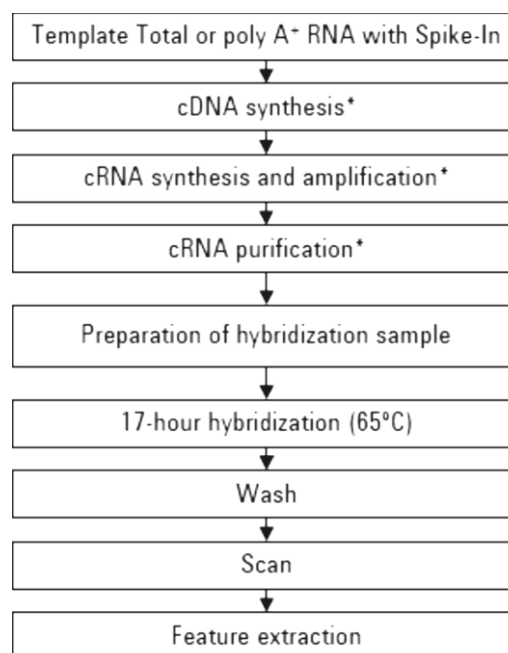 Template Total or poly A⁺ RNA with Spike-In
cDNA synthesis*
cRNA synthesis and amplification*
cRNA purification*
Preparation of hybridization sample
17-hour hybridization (65ºC)
Wash
Scan
Feature extraction